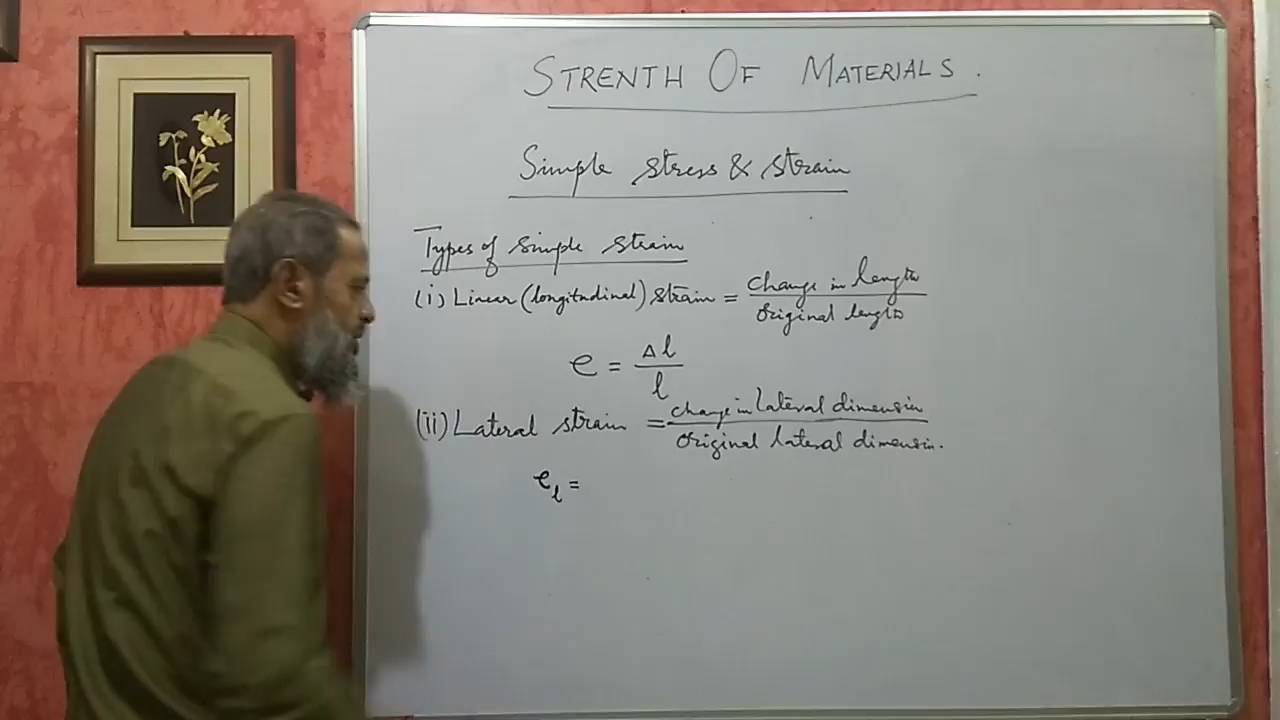 STRENTH OF MATERIALS.
Simple stress & strain
Types of simple strain
(i) Linear (longitudinal) strain = change in length / original length
e = Δl / l
(ii) Lateral strain = change in lateral dimension / original lateral dimension.
e_l =